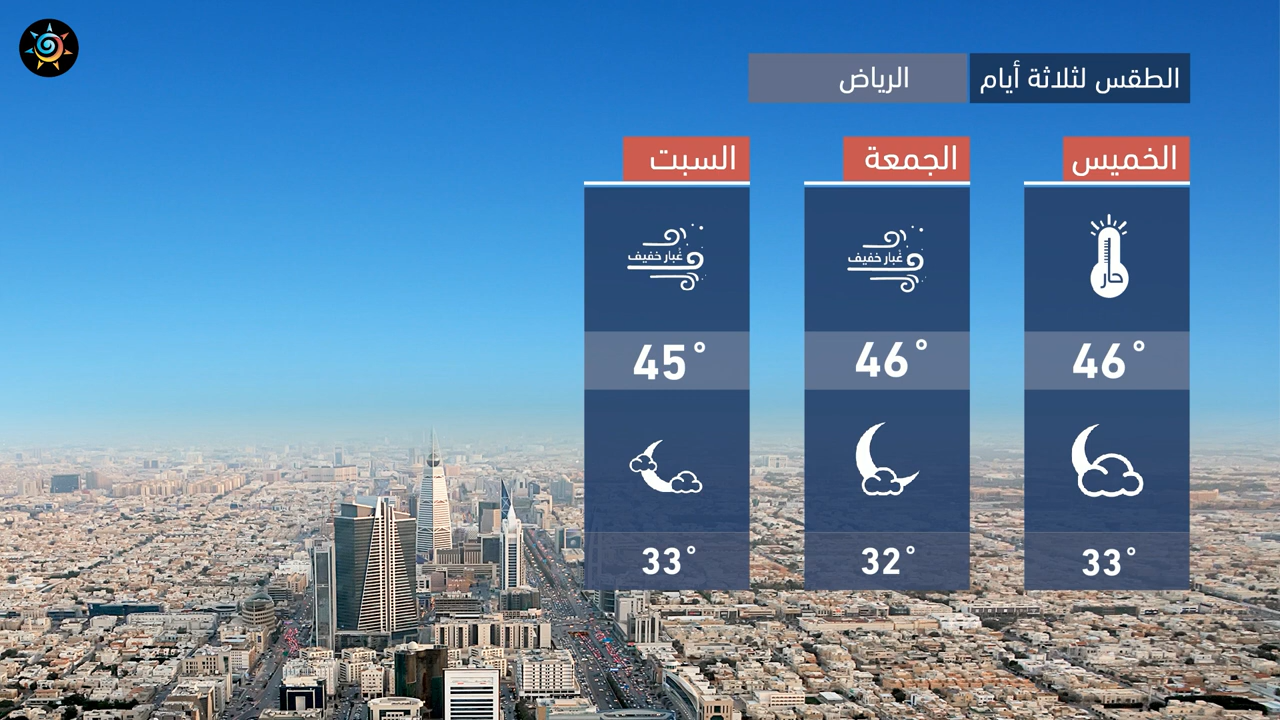 الطقس لثلاثة أيام
الرياض
الخميس
حار
46°
33°
الجمعة
غبار خفيف
46°
32°
السبت
غبار خفيف
45°
33°